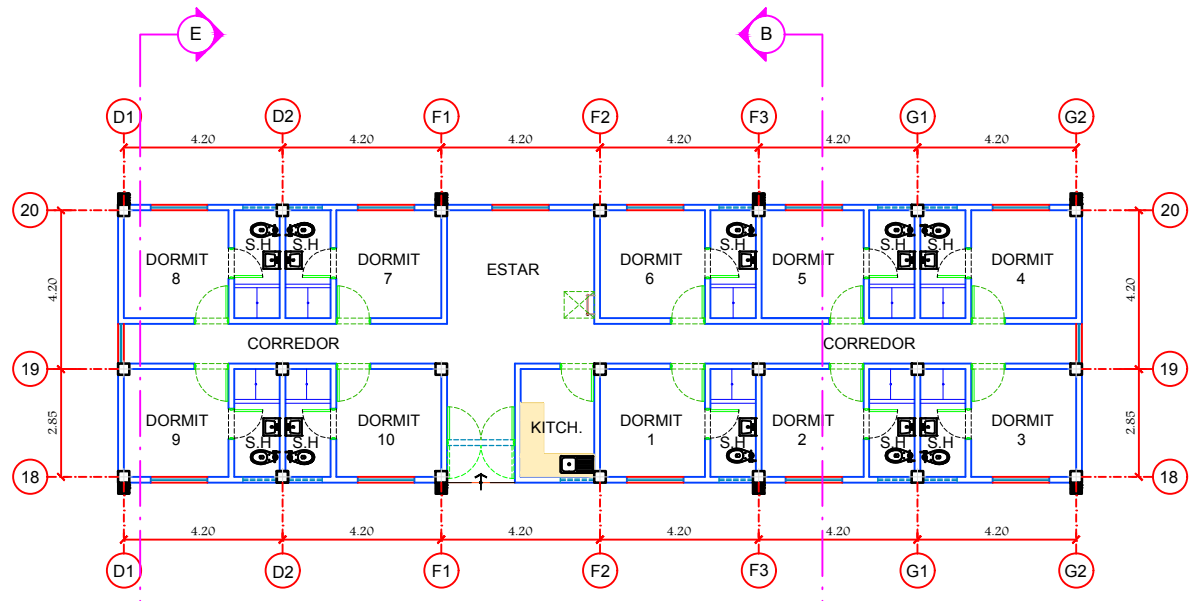 E B
D1 D2 F1 F2 F3 G1 G2
4.20 4.20 4.20 4.20 4.20 4.20
20 20
S.H S.H S.H S.H S.H
DORMIT
8
DORMIT
7
ESTAR
DORMIT
6
DORMIT
5
DORMIT
4
4.20 4.20
CORREDOR CORREDOR
19 19
DORMIT
9
DORMIT
10
KITCH.
DORMIT
1
DORMIT
2
DORMIT
3
2.85 2.85
S.H S.H S.H S.H S.H
18 18
4.20 4.20 4.20 4.20 4.20 4.20
D1 D2 F1 F2 F3 G1 G2